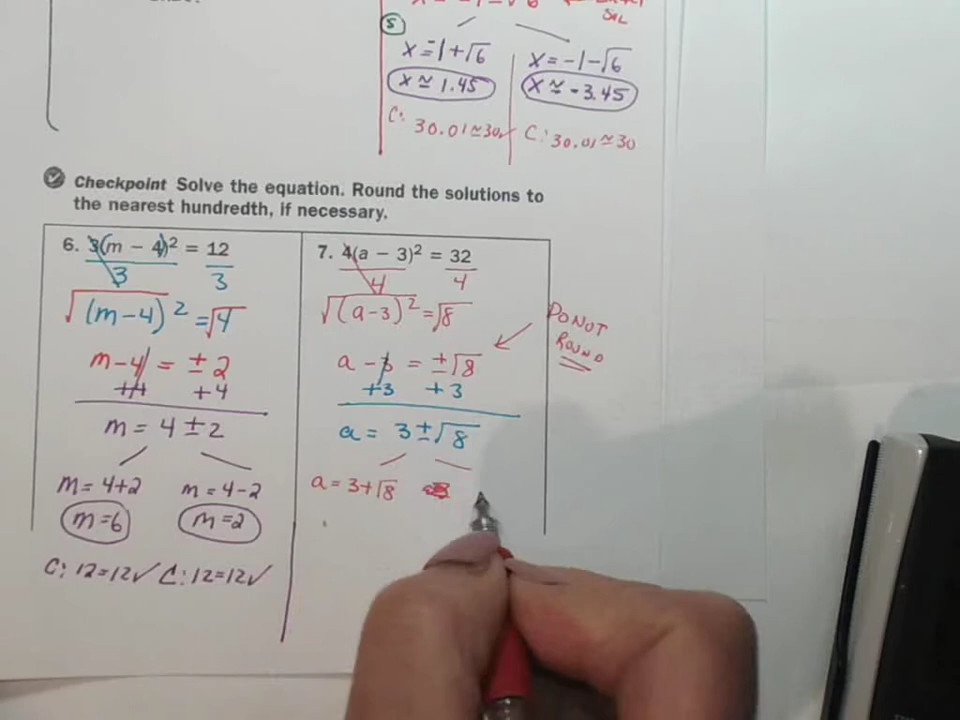 S
x = -1 + √6
x ≈ 1.45
C:
30.01 ≈ 30 ✓
x = -1 - √6
x ≈ -3.45
C: 30.01 ≈ 30
Checkpoint Solve the equation. Round the solutions to
the nearest hundredth, if necessary.
6. 3(m − 4)² = 12
3 3
√(m-4)² = √4
m-4 = ± 2
+4 +4
m = 4 ± 2
m = 4+2 m = 4-2
m = 6 m = 2
C: 12=12✓ C: 12=12✓
7. 4(a − 3)² = 32
4 4
√(a-3)² = √8
DO NOT
ROUND
a - 3 = ±√8
+3 +3
a = 3 ± √8
a = 3+√8